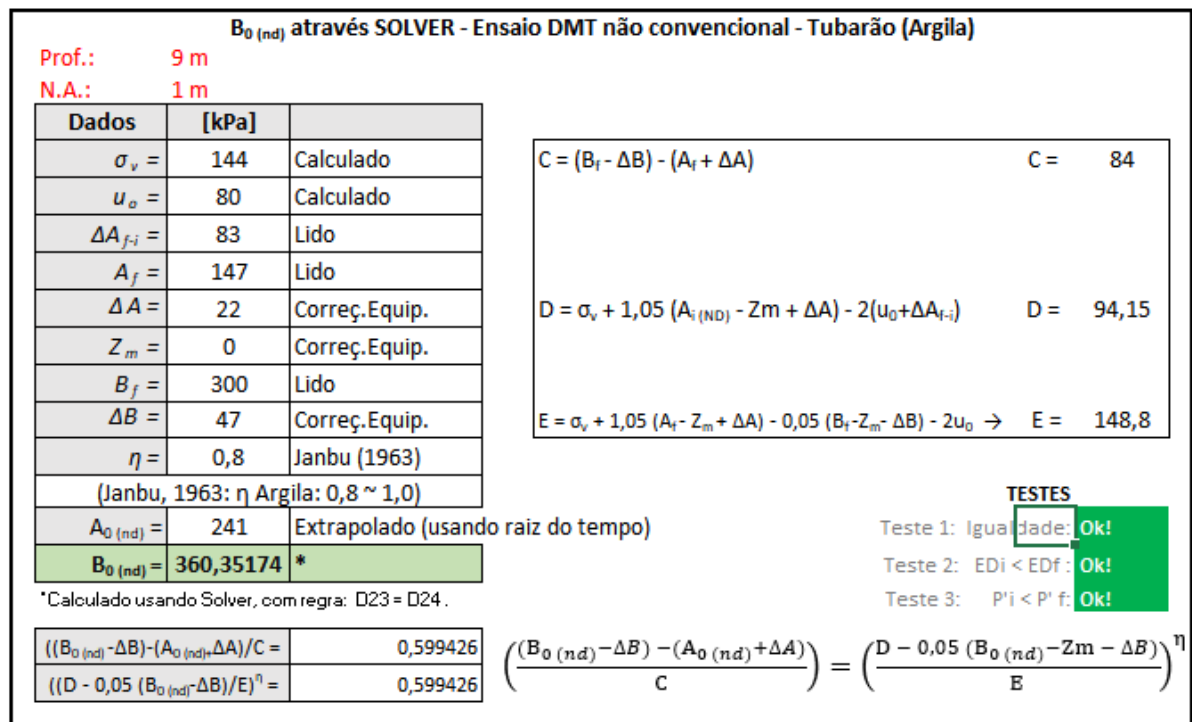 B₀ (nd) através SOLVER - Ensaio DMT não convencional - Tubarão (Argila)
Prof.: 9 m
N.A.: 1 m
Dados [kPa]
σ v = 144 Calculado
u o = 80 Calculado
ΔA f-i = 83 Lido
A f = 147 Lido
Δ A = 22 Correç.Equip.
Z m = 0 Correç.Equip.
B f = 300 Lido
ΔB = 47 Correç.Equip.
η = 0,8 Janbu (1963)
(Janbu, 1963: η Argila: 0,8 ~ 1,0)
A₀ (nd) = 241 Extrapolado (usando raiz do tempo)
B₀ (nd) = 360,35174 *
*Calculado usando Solver, com regra: D23 = D24 .
C = (Bf - ΔB) - (Af + ΔA) C = 84
D = σv + 1,05 (Ai (ND) - Zm + ΔA) - 2(u₀+ΔAf-i) D = 94,15
E = σv + 1,05 (Af - Zm + ΔA) - 0,05 (Bf-Zm- ΔB) - 2u₀ → E = 148,8
TESTES
Teste 1: Igualdade: Ok!
Teste 2: EDi < EDf : Ok!
Teste 3: P'i < P' f: Ok!
((B₀ (nd) -ΔB)-(A₀ (nd)+ΔA)/C = 0,599426
((D - 0,05 (B₀ (nd)-ΔB)/E)^η = 0,599426
(((B₀ (nd)−ΔB) −(A₀ (nd)+ΔA))/C) = ((D − 0,05 (B₀ (nd)−Zm − ΔB))/E)^η